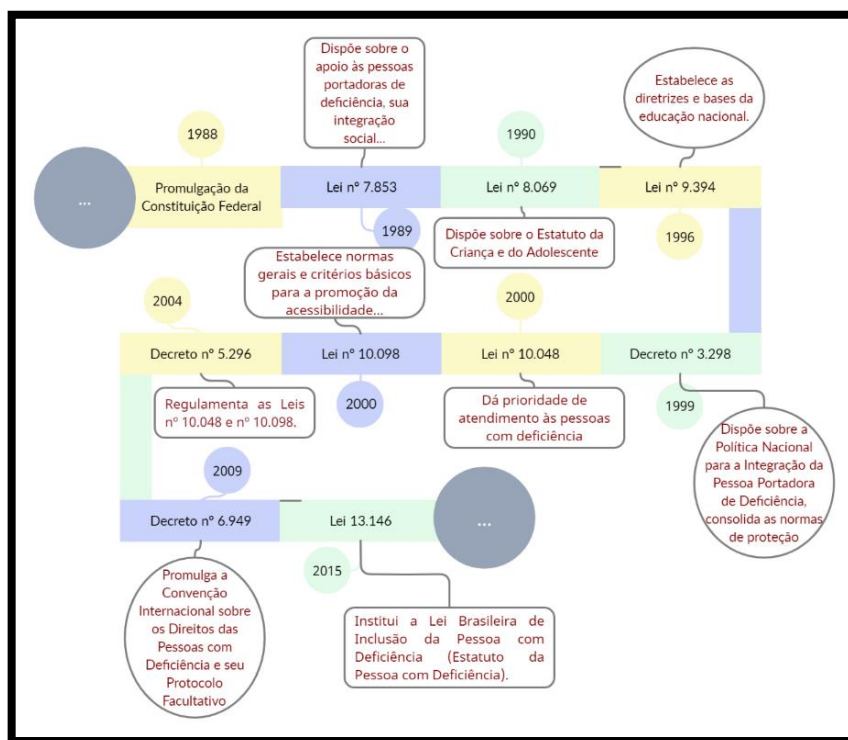 ...
1988
Promulgação da
Constituição Federal
Dispõe sobre o
apoio às pessoas
portadoras de
deficiência, sua
integração
social...
Lei nº 7.853
1989
1990
Lei nº 8.069
Dispõe sobre o Estatuto da
Criança e do Adolescente
Estabelece as
diretrizes e bases da
educação nacional.
Lei nº 9.394
1996
Decreto nº 3.298
1999
Dispõe sobre a
Política Nacional
para a Integração da
Pessoa Portadora
de Deficiência,
consolida as normas
de proteção
2000
Lei nº 10.048
Dá prioridade de
atendimento às pessoas
com deficiência
Estabelece normas
gerais e critérios básicos
para a promoção da
acessibilidade...
Lei nº 10.098
2000
2004
Decreto nº 5.296
Regulamenta as Leis
nº 10.048 e nº 10.098.
2009
Decreto nº 6.949
Promulga a
Convenção
Internacional sobre
os Direitos das
Pessoas com
Deficiência e seu
Protocolo
Facultativo
Lei 13.146
2015
Institui a Lei Brasileira de
Inclusão da Pessoa com
Deficiência (Estatuto da
Pessoa com Deficiência).
...